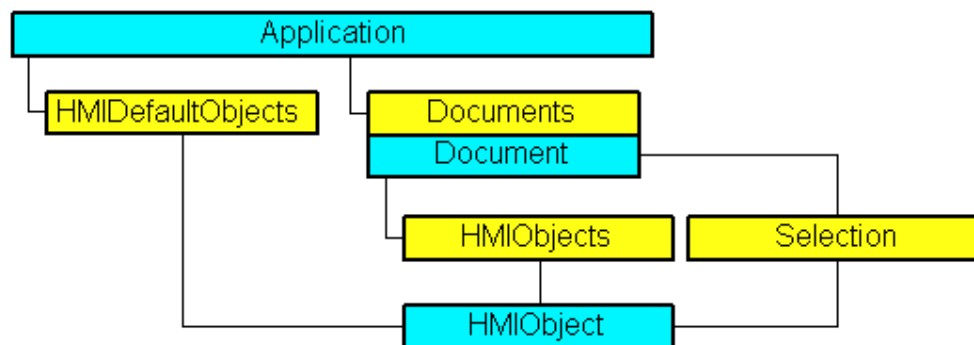 Application
HMIDefaultObjects
Documents
Document
HMIObjects
Selection
HMIObject